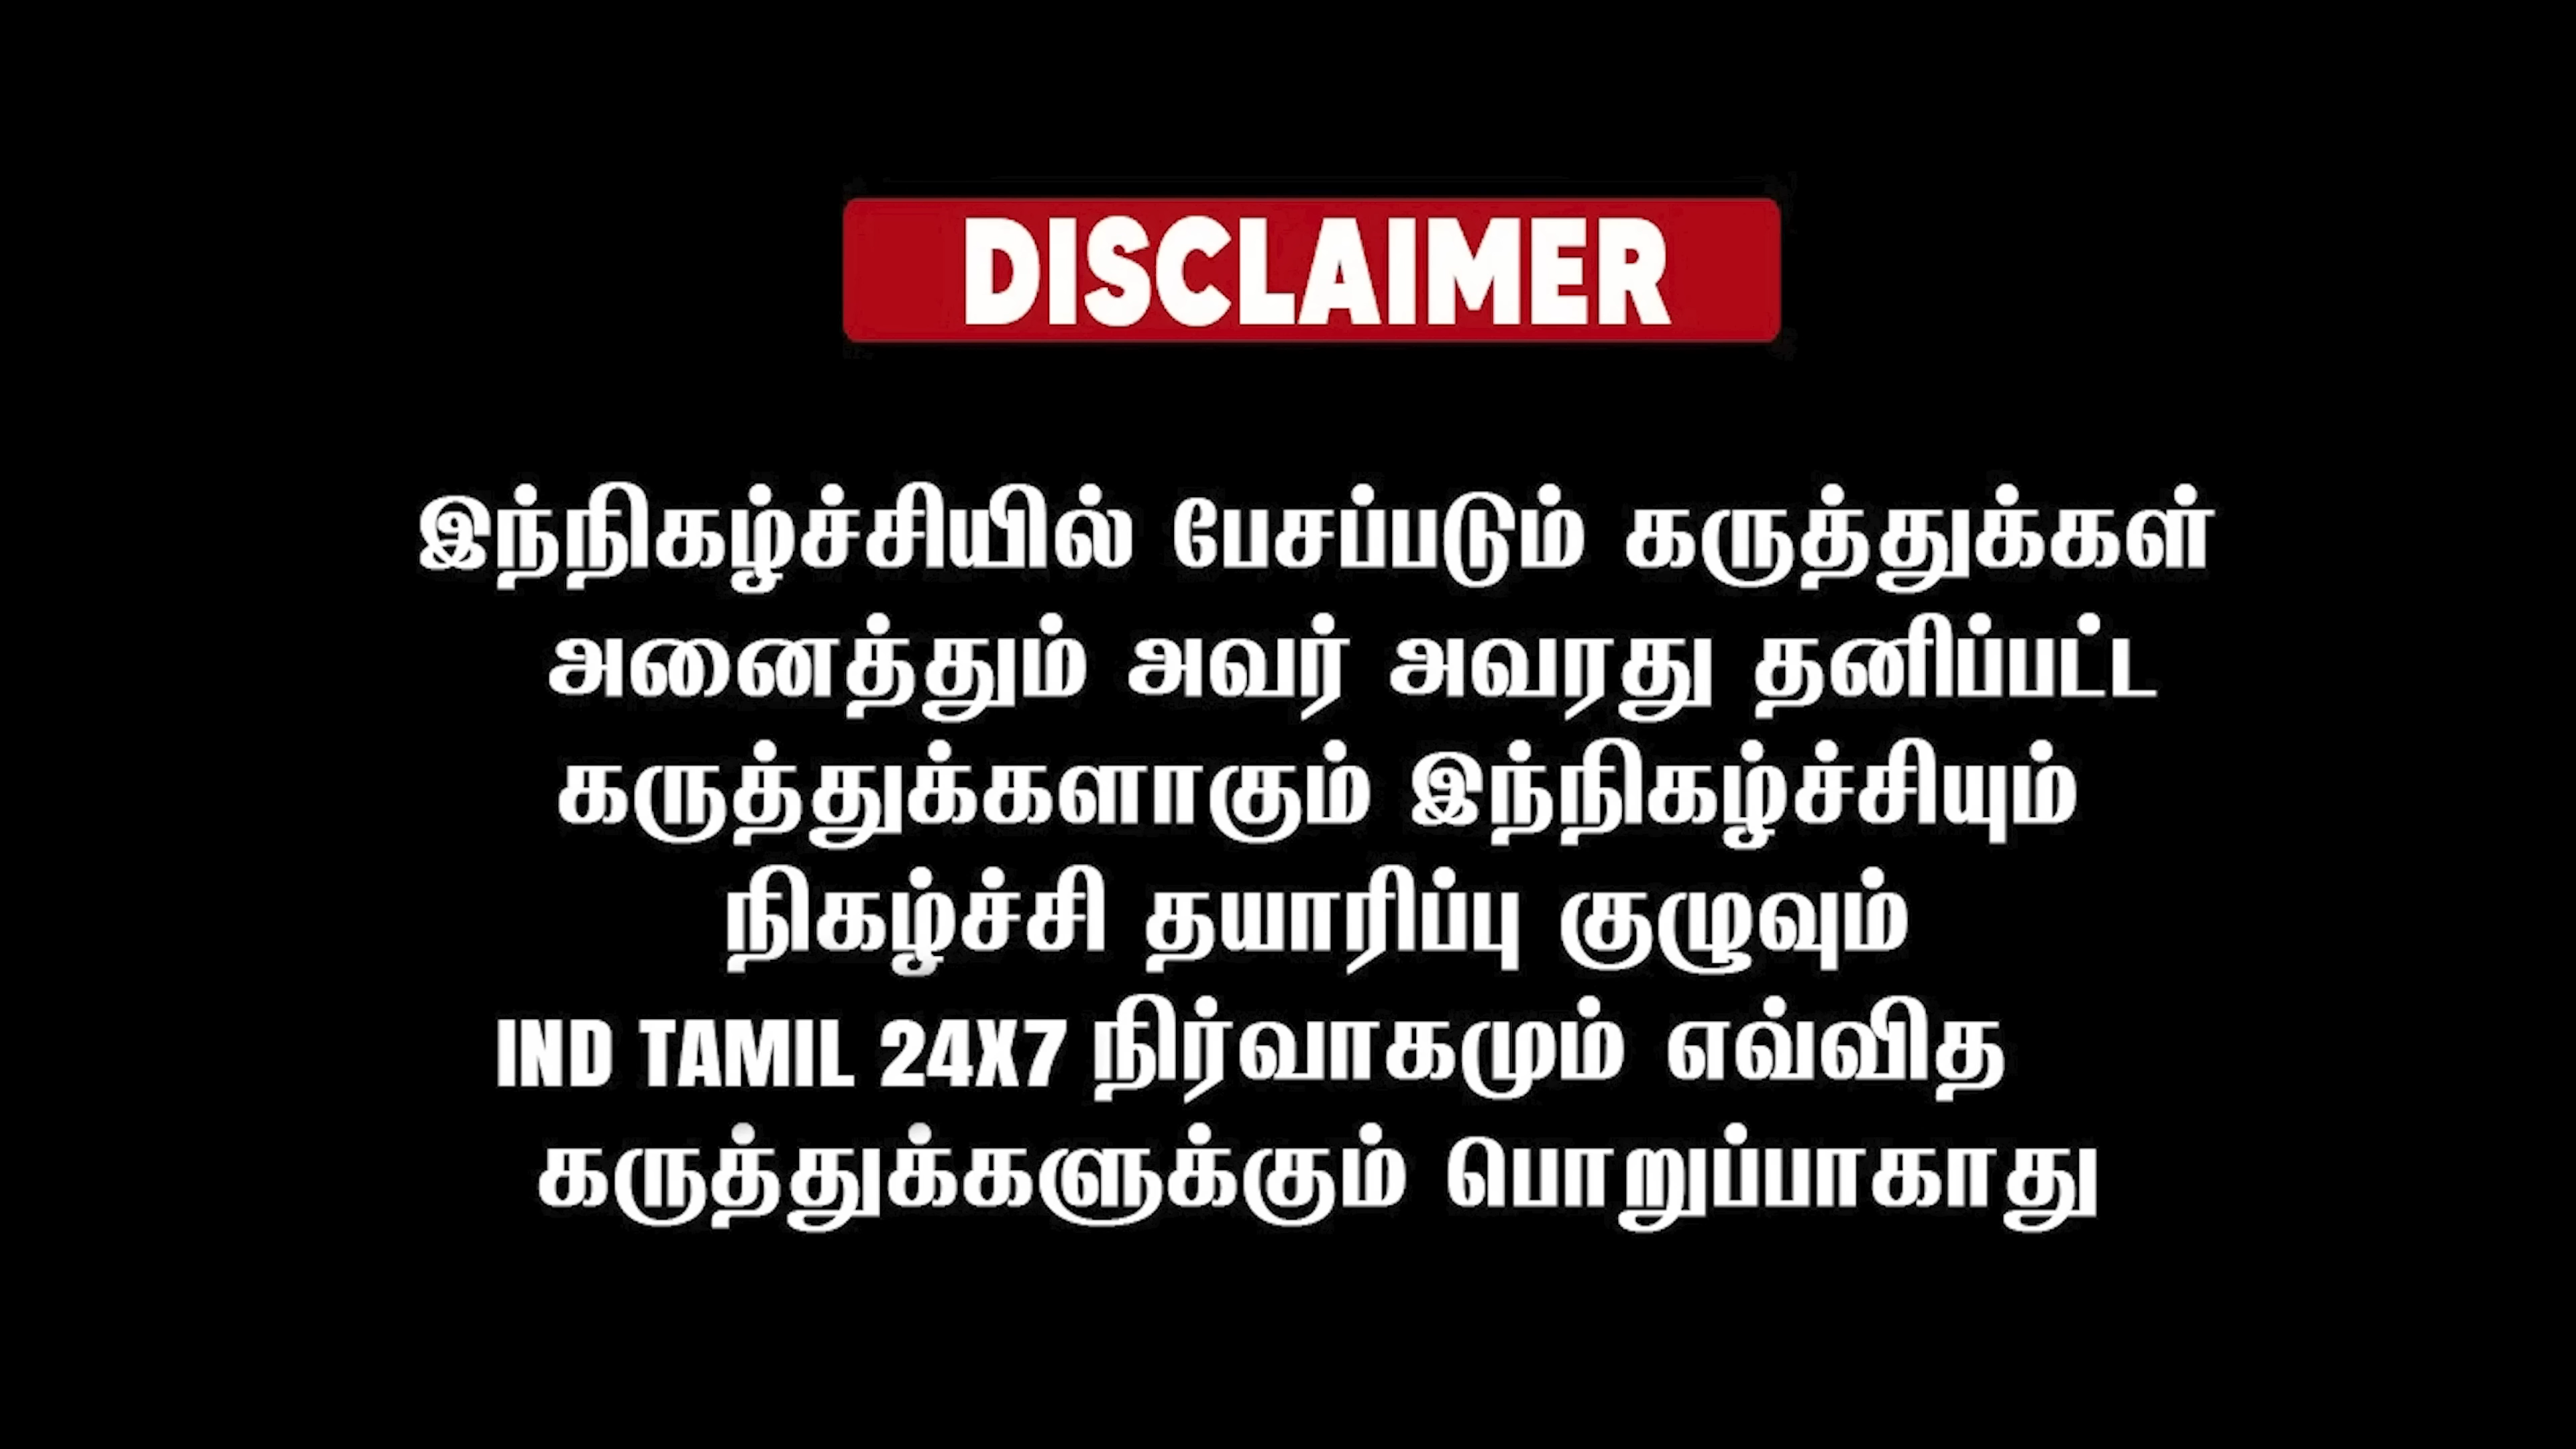 DISCLAIMER
இந்நிகழ்ச்சியில் பேசப்படும் கருத்துக்கள்
அனைத்தும் அவர் அவரது தனிப்பட்ட
கருத்துக்களாகும் இந்நிகழ்ச்சியும்
நிகழ்ச்சி தயாரிப்பு குழுவும்
IND TAMIL 24X7 நிர்வாகமும் எவ்வித
கருத்துக்களுக்கும் பொறுப்பாகாது